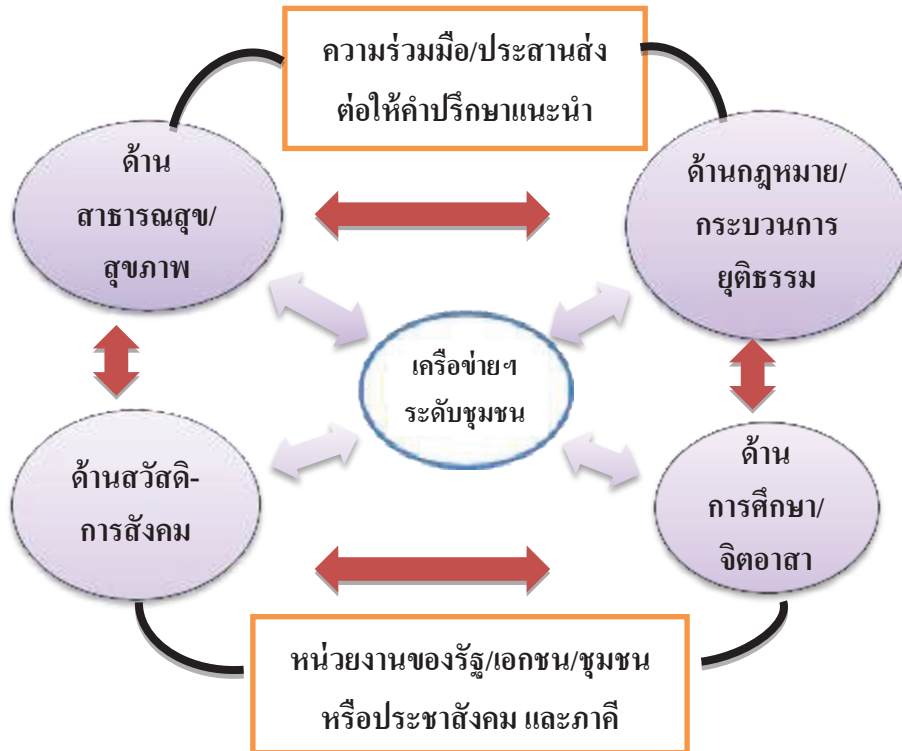 ความร่วมมือ/ประสานส่ง
ต่อให้คำปรึกษาแนะนำ
ด้าน
สาธารณสุข/
สุขภาพ
ด้านกฎหมาย/
กระบวนการ
ยุติธรรม
เครือข่ายฯ
ระดับชุมชน
ด้านสวัสดิ-
การสังคม
ด้าน
การศึกษา/
จิตอาสา
หน่วยงานของรัฐ/เอกชน/ชุมชน
หรือประชาสังคม และภาคี